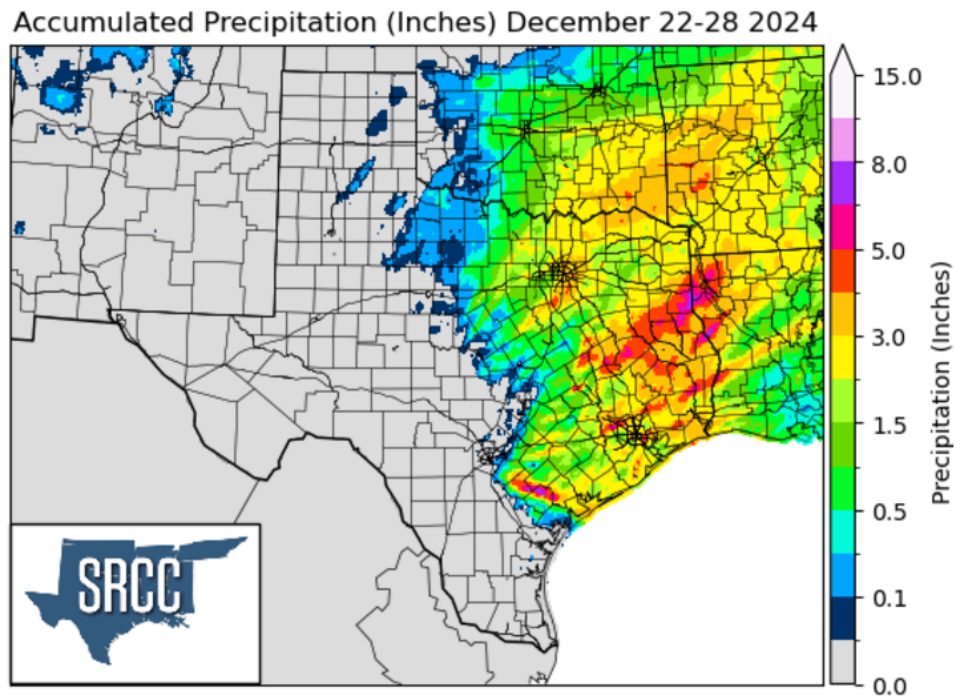 Accumulated Precipitation (Inches) December 22-28 2024
15.0
8.0
5.0
3.0
1.5
0.5
0.1
0.0
Precipitation (Inches)
SRCC